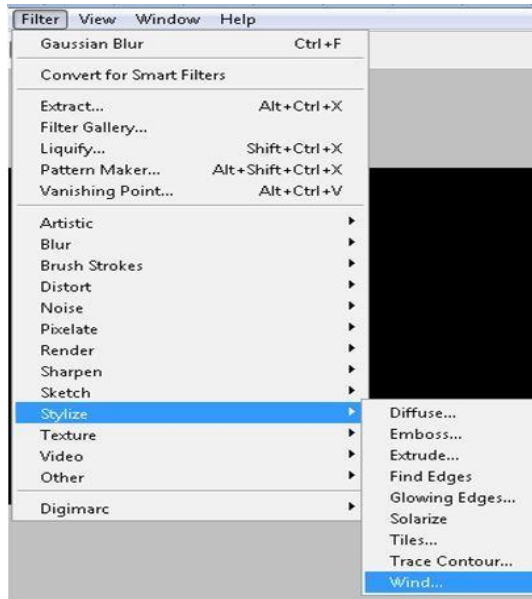 Filter View Window Help
Gaussian Blur Ctrl+F
Convert for Smart Filters
Extract... Alt+Ctrl+X
Filter Gallery...
Liquify... Shift+Ctrl+X
Pattern Maker... Alt+Shift+Ctrl+X
Vanishing Point... Alt+Ctrl+V
Artistic
Blur
Brush Strokes
Distort
Noise
Pixelate
Render
Sharpen
Sketch
Stylize
Texture
Video
Other
Digimarc
Diffuse...
Emboss...
Extrude...
Find Edges
Glowing Edges...
Solarize
Tiles...
Trace Contour...
Wind...